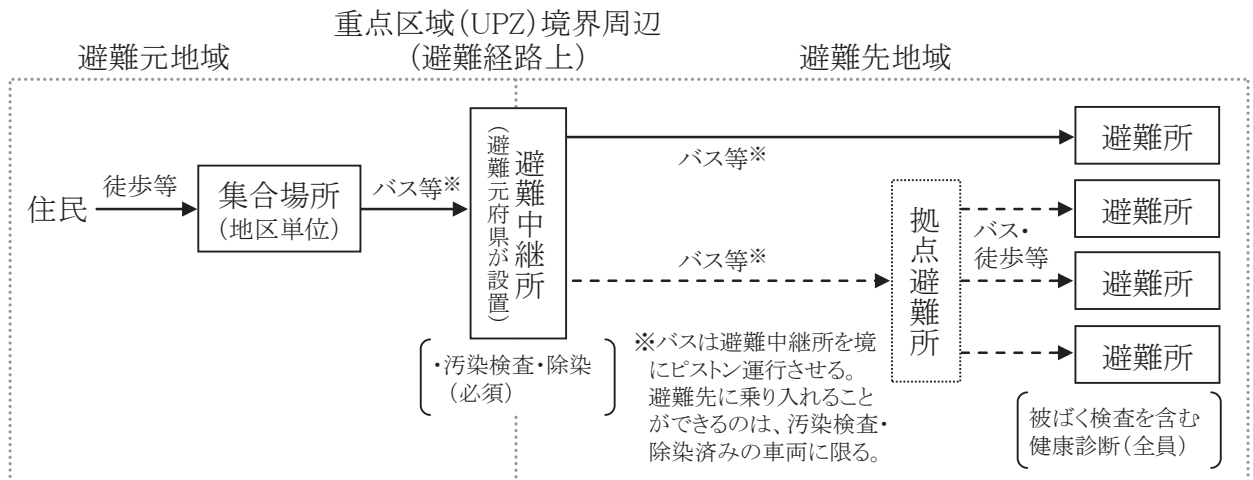 重点区域(UPZ)境界周辺
(避難経路上)
避難元地域
避難先地域
住民
徒歩等
集合場所
(地区単位)
バス等※
避難中継所
(避難元府県が設置)
・汚染検査・除染
(必須)
バス等※
バス等※
※バスは避難中継所を境
にピストン運行させる。
避難先に乗り入れること
ができるのは、汚染検査・
除染済みの車両に限る。
拠点避難所
バス・
徒歩等
避難所
避難所
避難所
避難所
被ばく検査を含む
健康診断(全員)